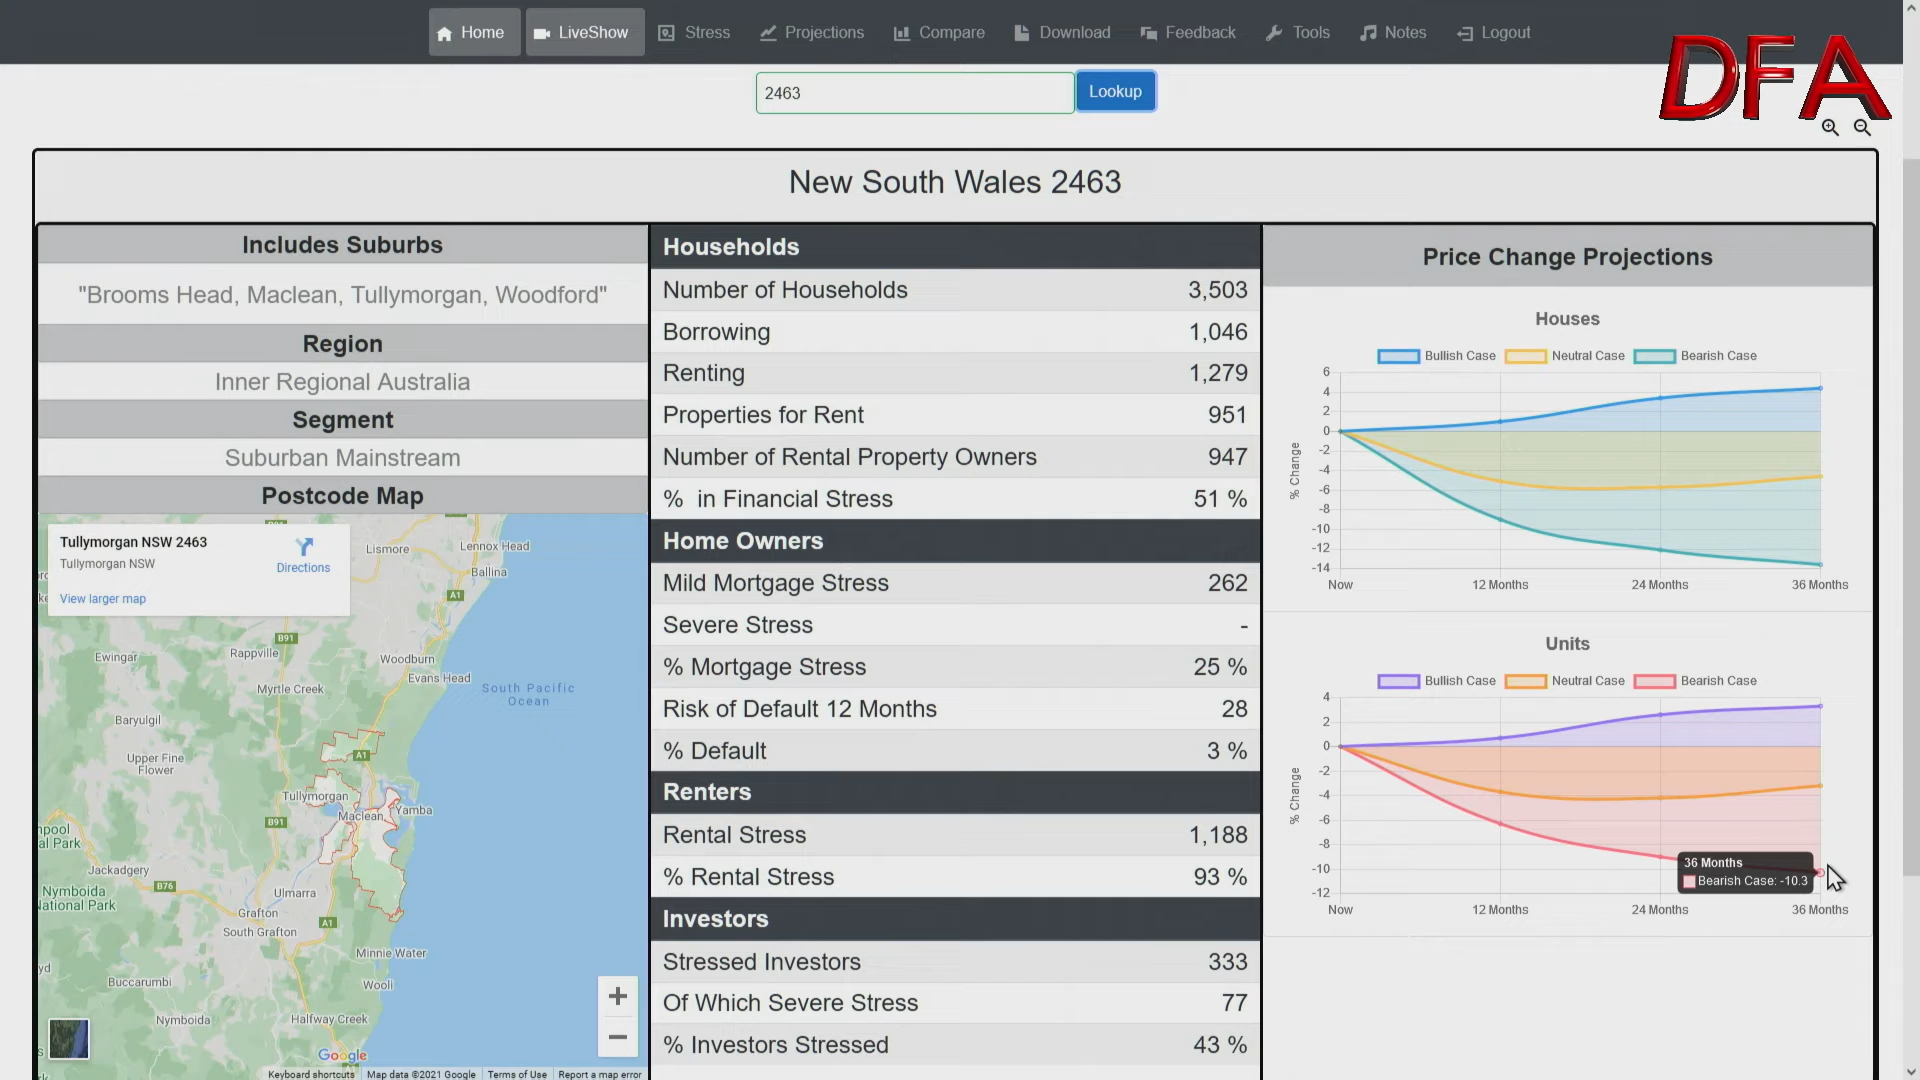 Home LiveShow Stress Projections Compare Download Feedback Tools Notes Logout
DFA
2463 Lookup
New South Wales 2463
Includes Suburbs
"Brooms Head, Maclean, Tullymorgan, Woodford"
Region
Inner Regional Australia
Segment
Suburban Mainstream
Postcode Map
Tullymorgan NSW 2463
Tullymorgan NSW
Directions
View larger map
Lismore
Lennox Head
Ballina
A1
B91
Ewingar
Rappville
Woodburn
Evans Head
Myrtle Creek
South Pacific
Ocean
Baryulgil
Upper Fine
Flower
A1
Tullymorgan
Yamba
Maclean
B91
Jackadgery
B76
Ulmarra
Nymboida
National Park
Grafton
A1
South Grafton
Minnie Water
Buccarumbi
Wooli
Nymboida
Halfway Creek
Google
Keyboard shortcuts Map data ©2021 Google Terms of Use Report a map error
Households
Number of Households 3,503
Borrowing 1,046
Renting 1,279
Properties for Rent 951
Number of Rental Property Owners 947
% in Financial Stress 51 %
Home Owners
Mild Mortgage Stress 262
Severe Stress -
% Mortgage Stress 25 %
Risk of Default 12 Months 28
% Default 3 %
Renters
Rental Stress 1,188
% Rental Stress 93 %
Investors
Stressed Investors 333
Of Which Severe Stress 77
% Investors Stressed 43 %
Price Change Projections
Houses
Bullish Case Neutral Case Bearish Case
% Change
6
4
2
0
-2
-4
-6
-8
-10
-12
-14
Now 12 Months 24 Months 36 Months
Units
Bullish Case Neutral Case Bearish Case
% Change
4
2
0
-2
-4
-6
-8
-10
-12
36 Months
Bearish Case: -10.3
Now 12 Months 24 Months 36 Months